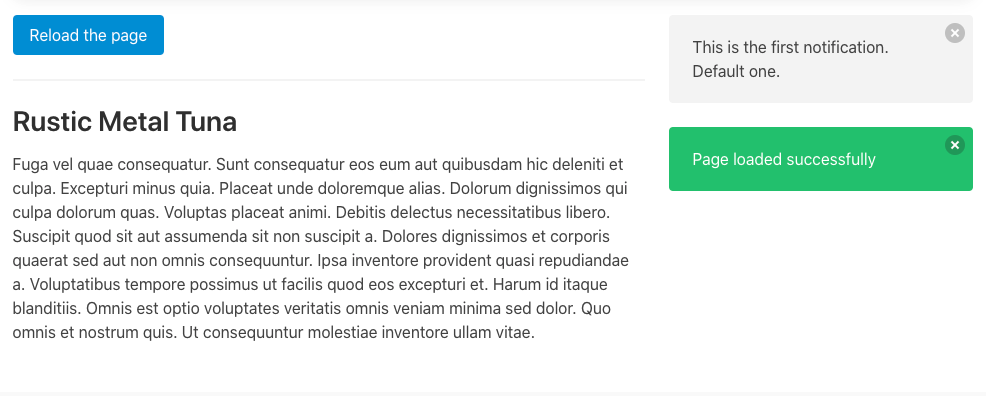 Reload the page
Rustic Metal Tuna
Fuga vel quae consequatur. Sunt consequatur eos eum aut quibusdam hic deleniti et
culpa. Excepturi minus quia. Placeat unde doloremque alias. Dolorum dignissimos qui
culpa dolorum quas. Voluptas placeat animi. Debitis delectus necessitatibus libero.
Suscipit quod sit aut assumenda sit non suscipit a. Dolores dignissimos et corporis
quaerat sed aut non omnis consequuntur. Ipsa inventore provident quasi repudiandae
a. Voluptatibus tempore possimus ut facilis quod eos excepturi et. Harum id itaque
blanditiis. Omnis est optio voluptates veritatis omnis veniam minima sed dolor. Quo
omnis et nostrum quis. Ut consequuntur molestiae inventore ullam vitae.
This is the first notification.
Default one.
Page loaded successfully